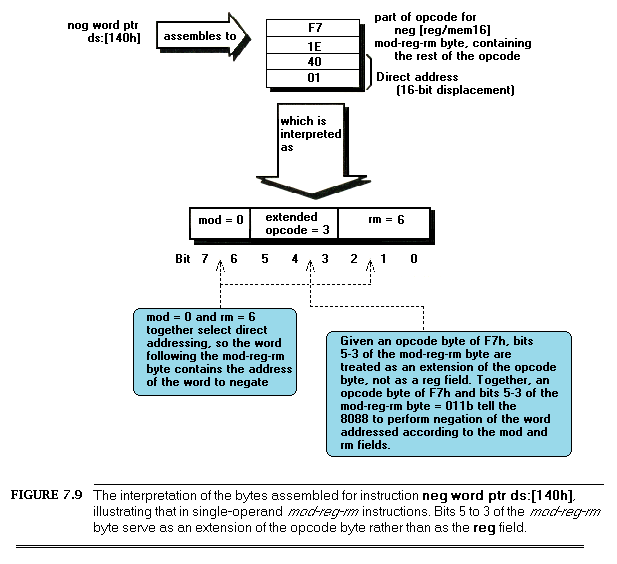 nog word ptr
ds:[140h]
assembles to
F7
1E
40
01
part of opcode for
neg [reg/mem16]
mod-reg-rm byte, containing
the rest of the opcode
Direct address
(16-bit displacement)
which is
interpreted
as
mod = 0
extended
opcode = 3
rm = 6
Bit 7 6 5 4 3 2 1 0
mod = 0 and rm = 6
together select direct
addressing, so the word
following the mod-reg-rm
byte contains the address
of the word to negate
Given an opcode byte of F7h, bits
5-3 of the mod-reg-rm byte are
treated as an extension of the opcode
byte, not as a reg field. Together, an
opcode byte of F7h and bits 5-3 of the
mod-reg-rm byte = 011b tell the
8088 to perform negation of the word
addressed according to the mod and
rm fields.
FIGURE 7.9 The interpretation of the bytes assembled for instruction neg word ptr ds:[140h],
illustrating that in single-operand mod-reg-rm instructions. Bits 5 to 3 of the mod-reg-rm
byte serve as an extension of the opcode byte rather than as the reg field.